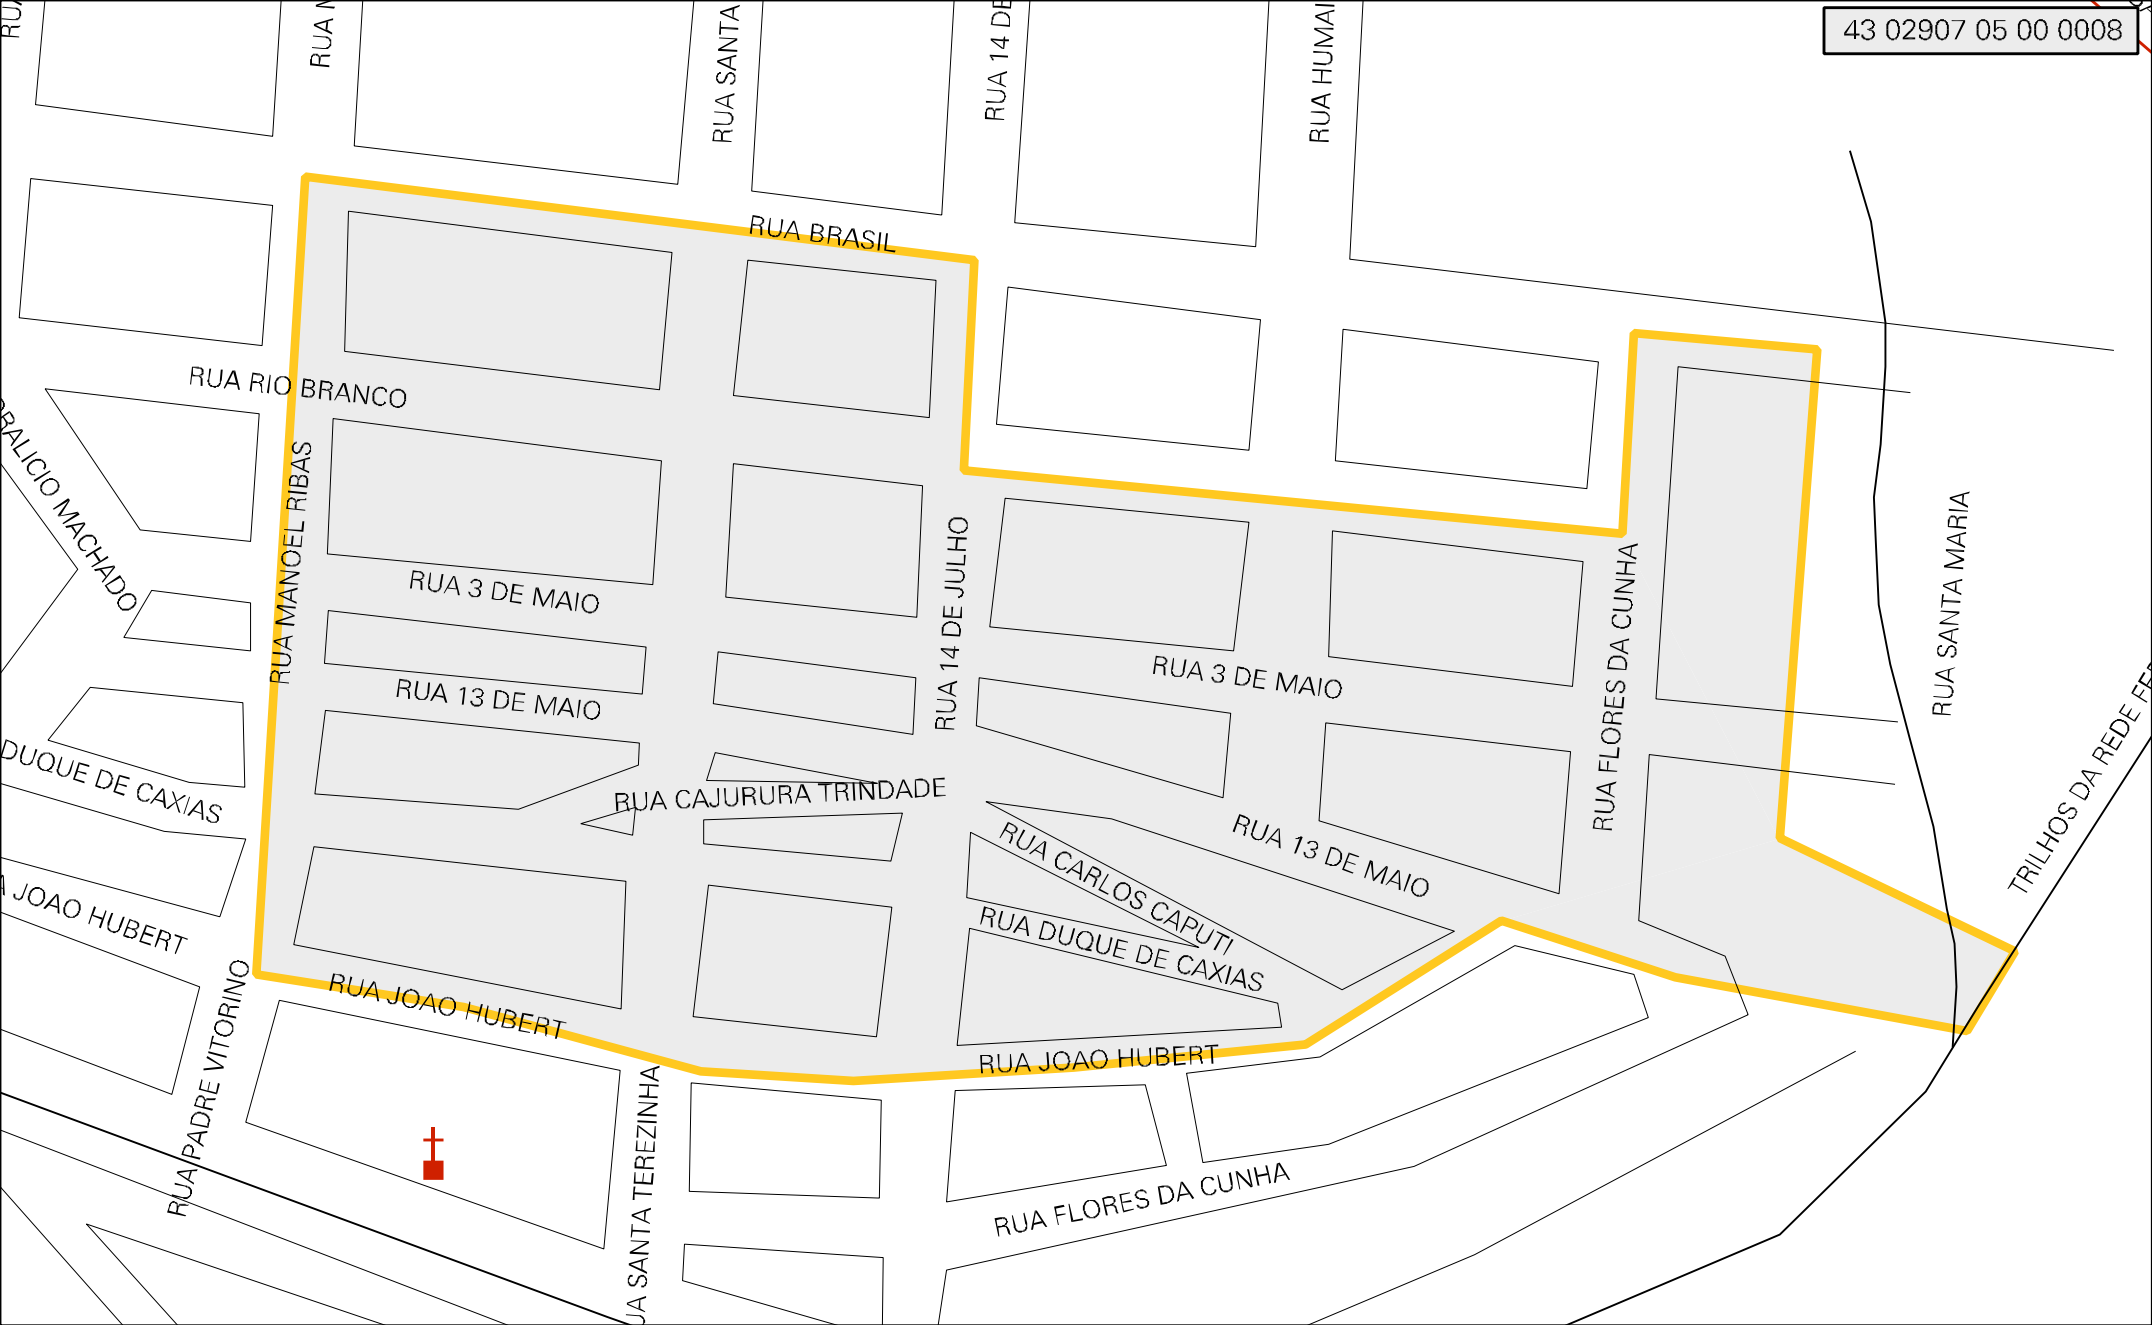 RUA
RUA SANTA
RUA 14 DE
RUA HUMAI
43 02907 05 00 0008
RUA BRASIL
RUA RIO BRANCO
MACHADO
RUA MANOEL RIBAS
RUA 3 DE MAIO
RUA 14 DE JULHO
RUA 3 DE MAIO
RUA FLORES DA CUNHA
RUA SANTA MARIA
RUA 13 DE MAIO
DUQUE DE CAXIAS
RUA CAJURURA TRINDADE
TRILHOS DA REDE
RUA 13 DE MAIO
RUA CARLOS CAPUTI
JOAO HUBERT
RUA DUQUE DE CAXIAS
RUA JOAO HUBERT
RUA JOAO HUBERT
RUA PADRE VITORINO
SANTA TEREZINHA
RUA FLORES DA CUNHA